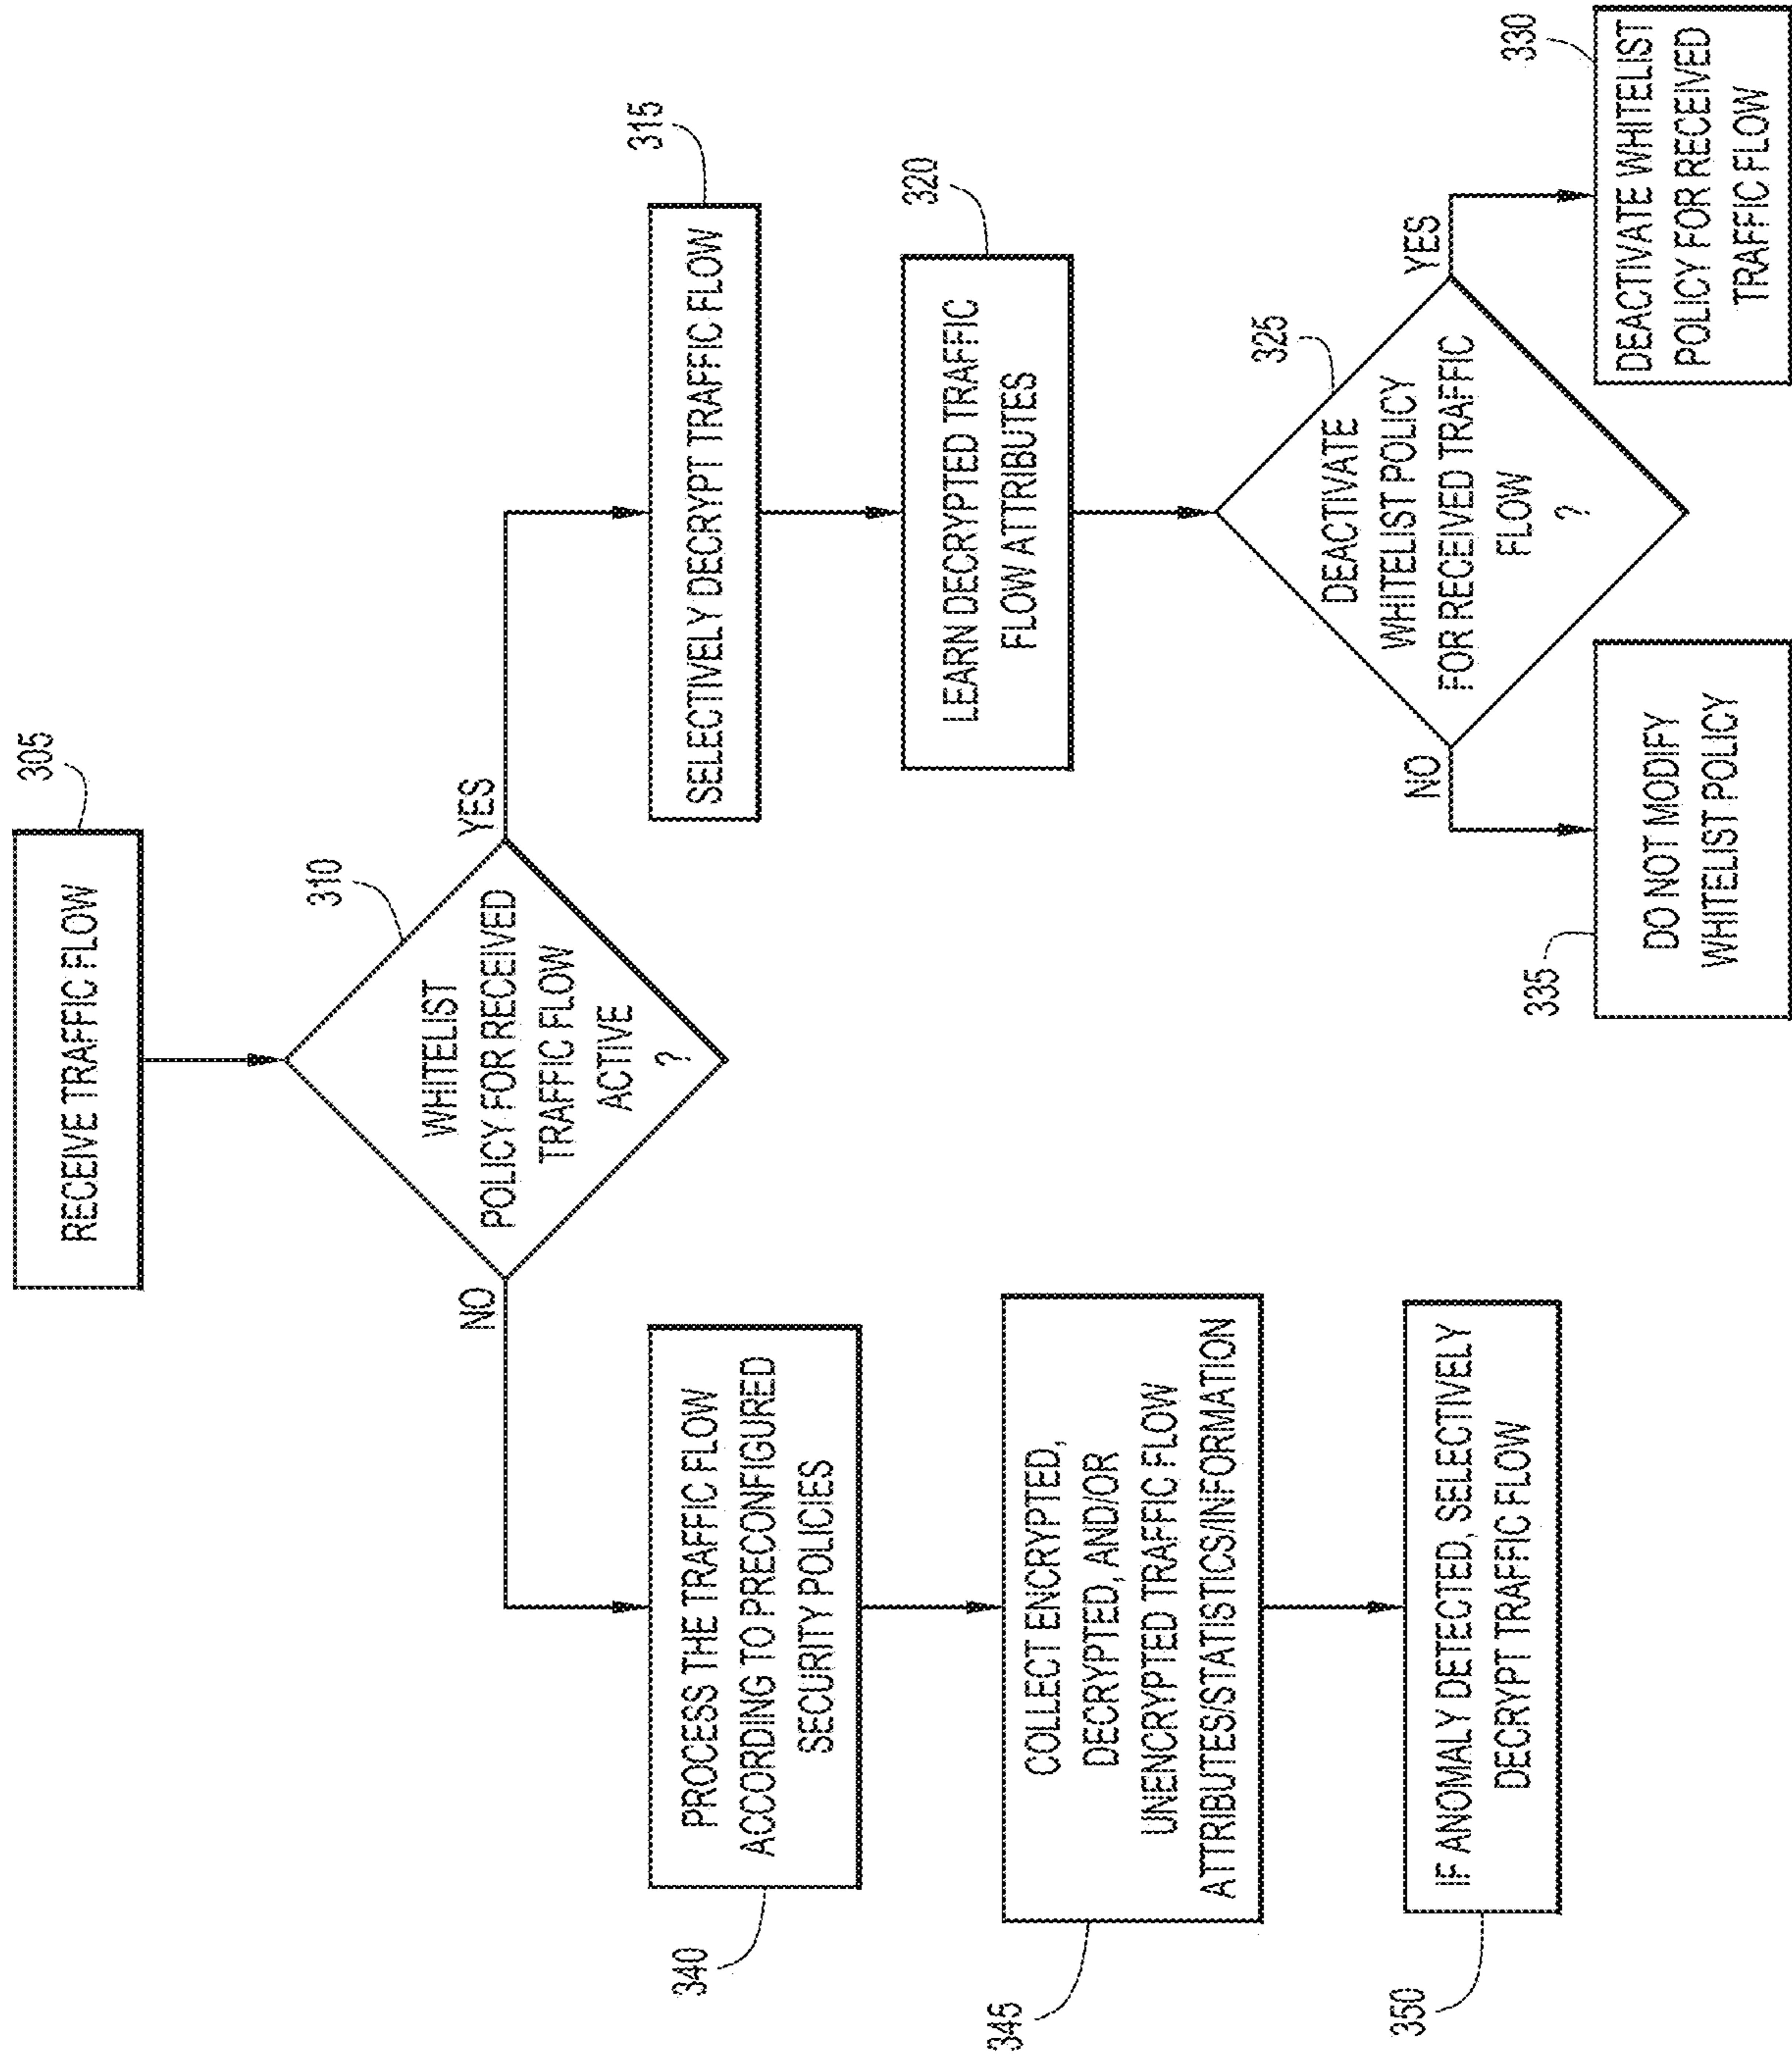 305
RECEIVE TRAFFIC FLOW
310
WHITELIST
POLICY FOR RECEIVED
TRAFFIC FLOW
ACTIVE
?
NO
YES
340
PROCESS THE TRAFFIC FLOW
ACCORDING TO PRECONFIGURED
SECURITY POLICIES
345
COLLECT ENCRYPTED,
DECRYPTED, AND/OR
UNENCRYPTED TRAFFIC FLOW
ATTRIBUTES/STATISTICS/INFORMATION
350
IF ANOMALY DETECTED, SELECTIVELY
DECRYPT TRAFFIC FLOW
315
SELECTIVELY DECRYPT TRAFFIC FLOW
320
LEARN DECRYPTED TRAFFIC
FLOW ATTRIBUTES
325
DEACTIVATE
WHITELIST POLICY
FOR RECEIVED TRAFFIC
FLOW
?
NO
YES
335
DO NOT MODIFY
WHITELIST POLICY
330
DEACTIVATE WHITELIST
POLICY FOR RECEIVED
TRAFFIC FLOW